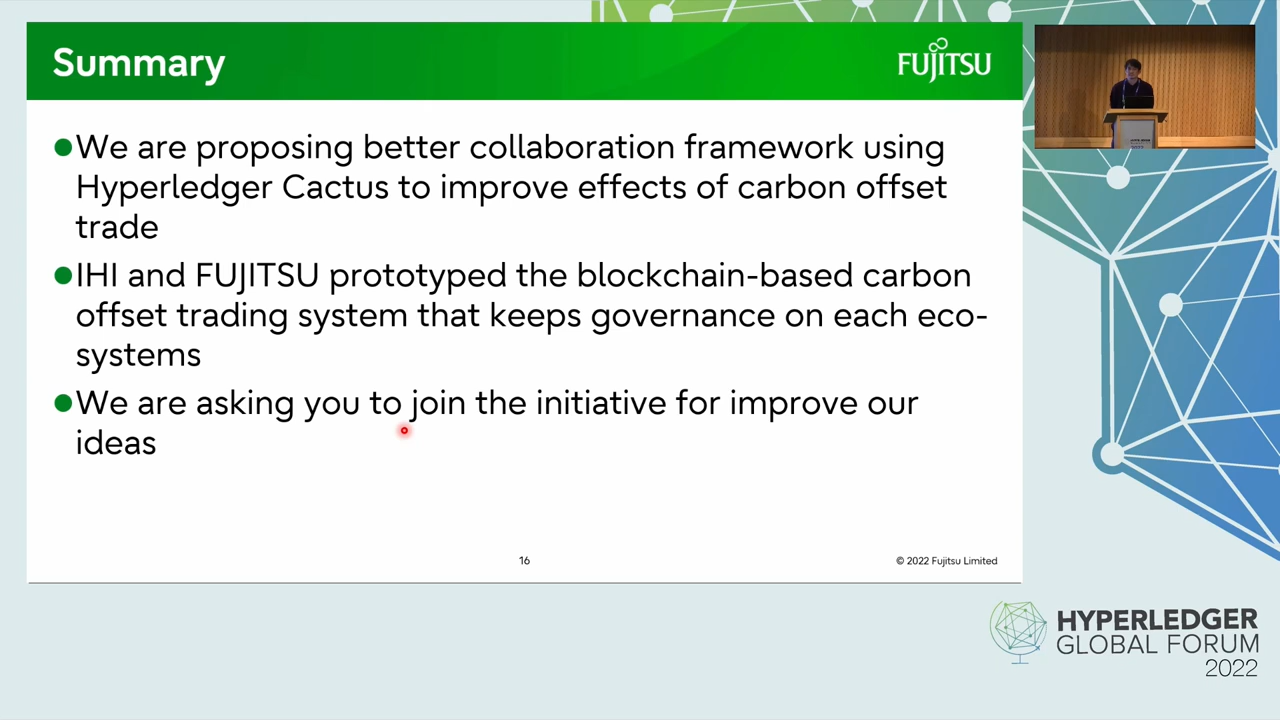 Summary
FUJITSU
●We are proposing better collaboration framework using
Hyperledger Cactus to improve effects of carbon offset
trade
●IHI and FUJITSU prototyped the blockchain-based carbon
offset trading system that keeps governance on each eco-
systems
●We are asking you to join the initiative for improve our
ideas
16
© 2022 Fujitsu Limited
HYPERLEDGER
GLOBAL FORUM
2022